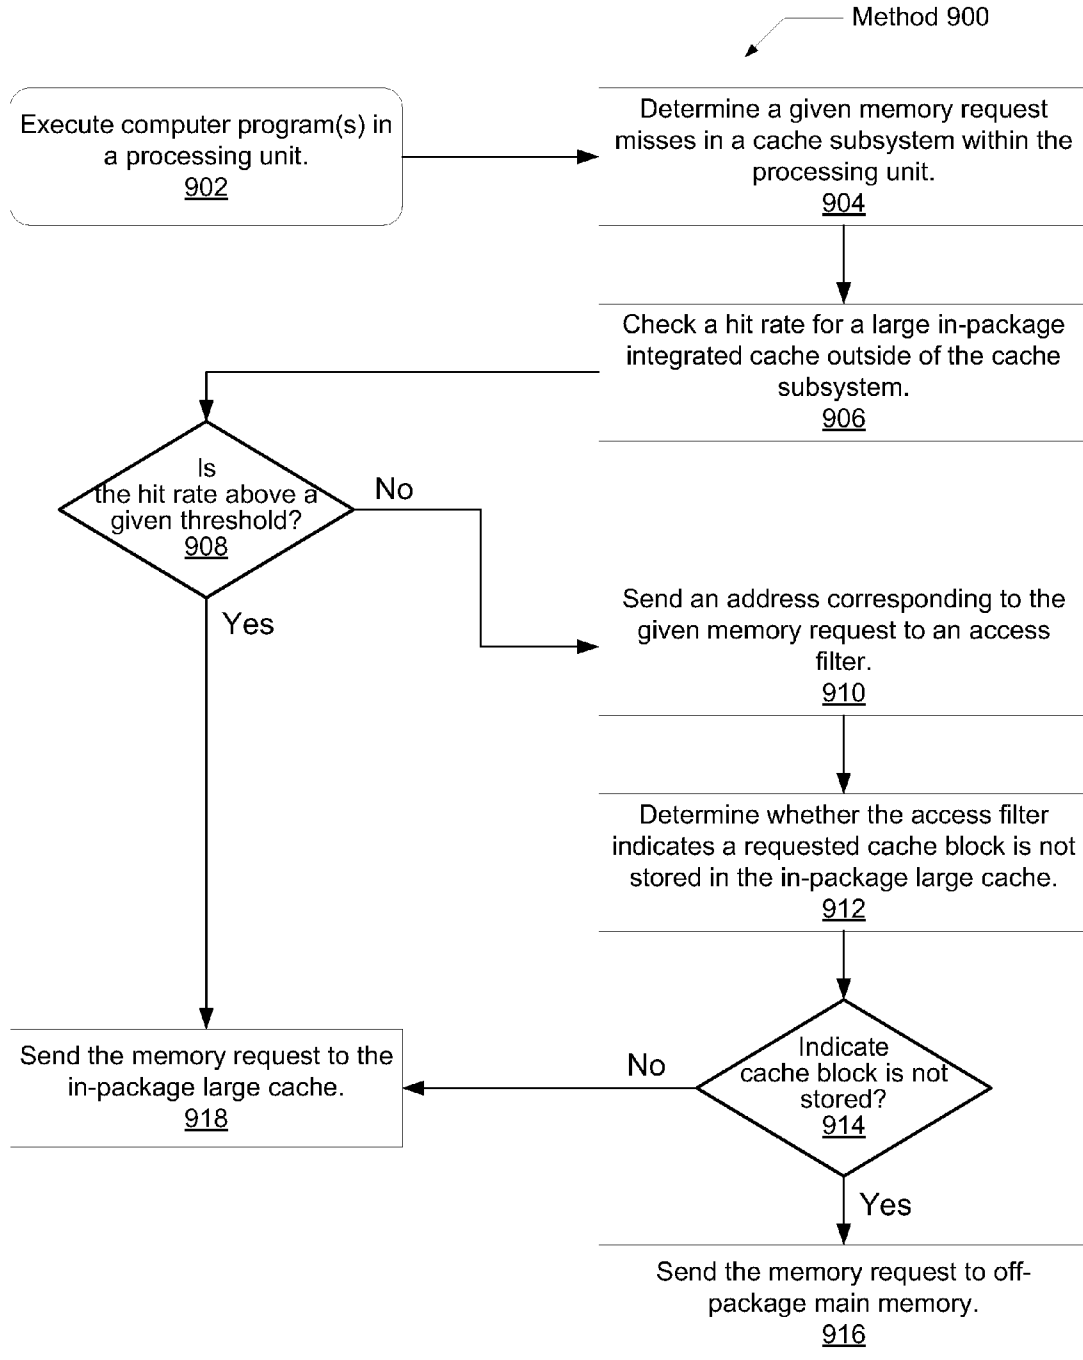 Method 900
Execute computer program(s) in
a processing unit.
902
Determine a given memory request
misses in a cache subsystem within the
processing unit.
904
Check a hit rate for a large in-package
integrated cache outside of the cache
subsystem.
906
Is
the hit rate above a
given threshold?
908
No
Yes
Send an address corresponding to the
given memory request to an access
filter.
910
Determine whether the access filter
indicates a requested cache block is not
stored in the in-package large cache.
912
Indicate
cache block is not
stored?
914
No
Yes
Send the memory request to the
in-package large cache.
918
Send the memory request to off-
package main memory.
916